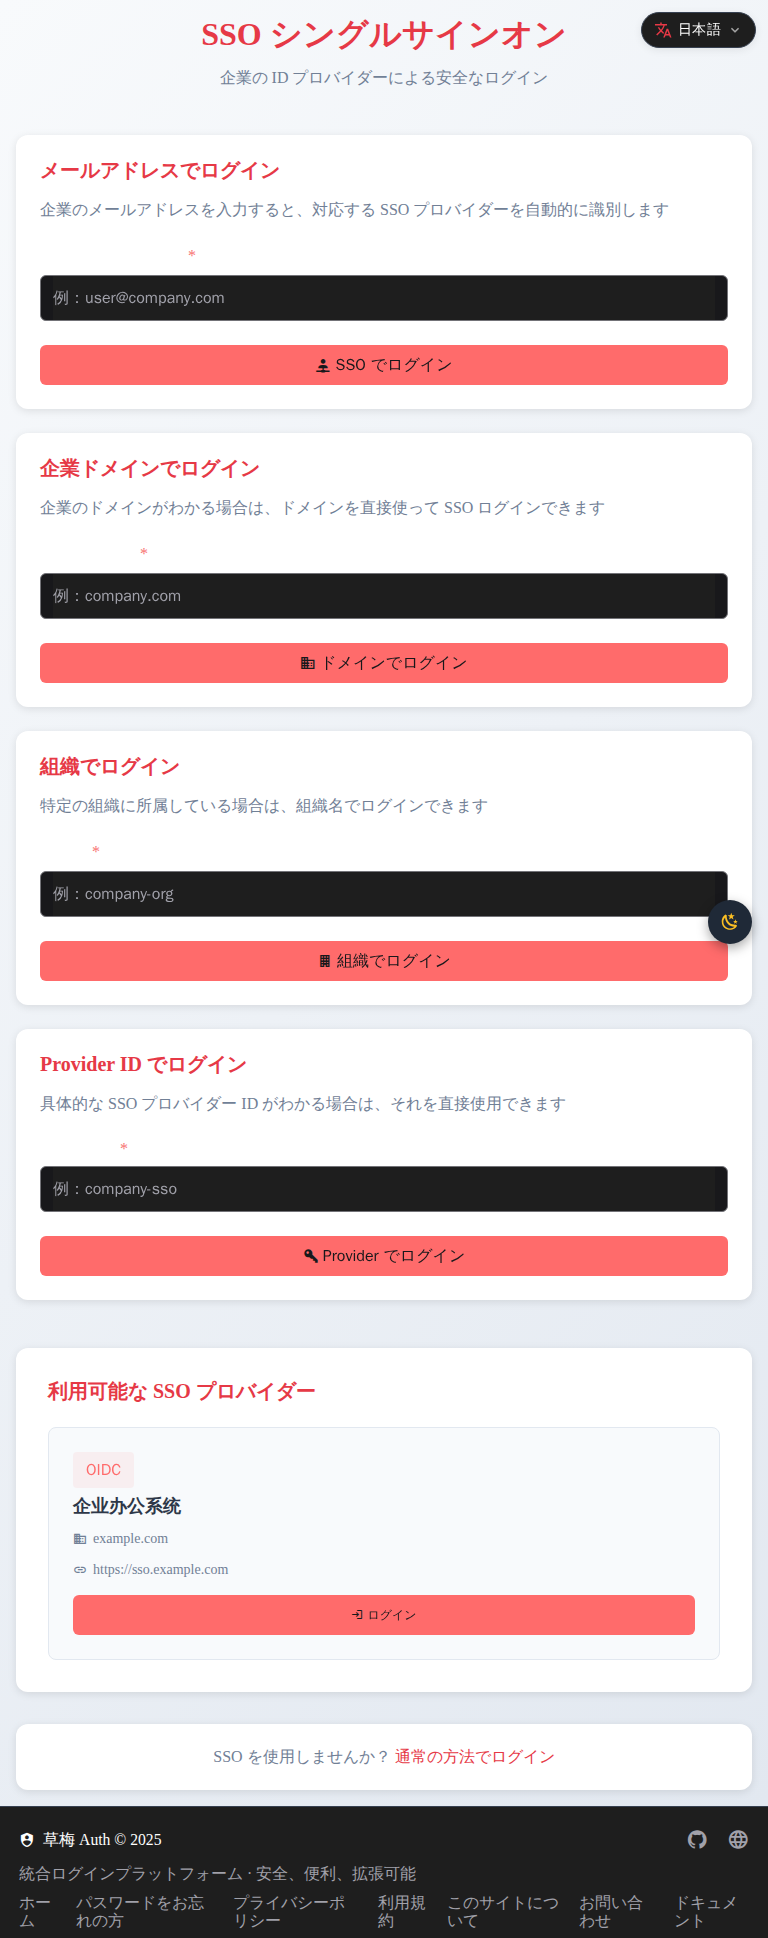 SSO シングルサインオン
日本語
企業の ID プロバイダーによる安全なログイン
メールアドレスでログイン
企業のメールアドレスを入力すると、対応する SSO プロバイダーを自動的に識別します
*
例：user@company.com
SSO でログイン
企業ドメインでログイン
企業のドメインがわかる場合は、ドメインを直接使って SSO ログインできます
*
例：company.com
ドメインでログイン
組織でログイン
特定の組織に所属している場合は、組織名でログインできます
*
例：company-org
組織でログイン
Provider ID でログイン
具体的な SSO プロバイダー ID がわかる場合は、それを直接使用できます
*
例：company-sso
Provider でログイン
利用可能な SSO プロバイダー
OIDC
企业办公系统
example.com
https://sso.example.com
ログイン
SSO を使用しませんか？ 通常の方法でログイン
草梅 Auth © 2025
統合ログインプラットフォーム · 安全、便利、拡張可能
ホーム
パスワードをお忘れの方
プライバシーポリシー
利用規約
このサイトについて
お問い合わせ
ドキュメント